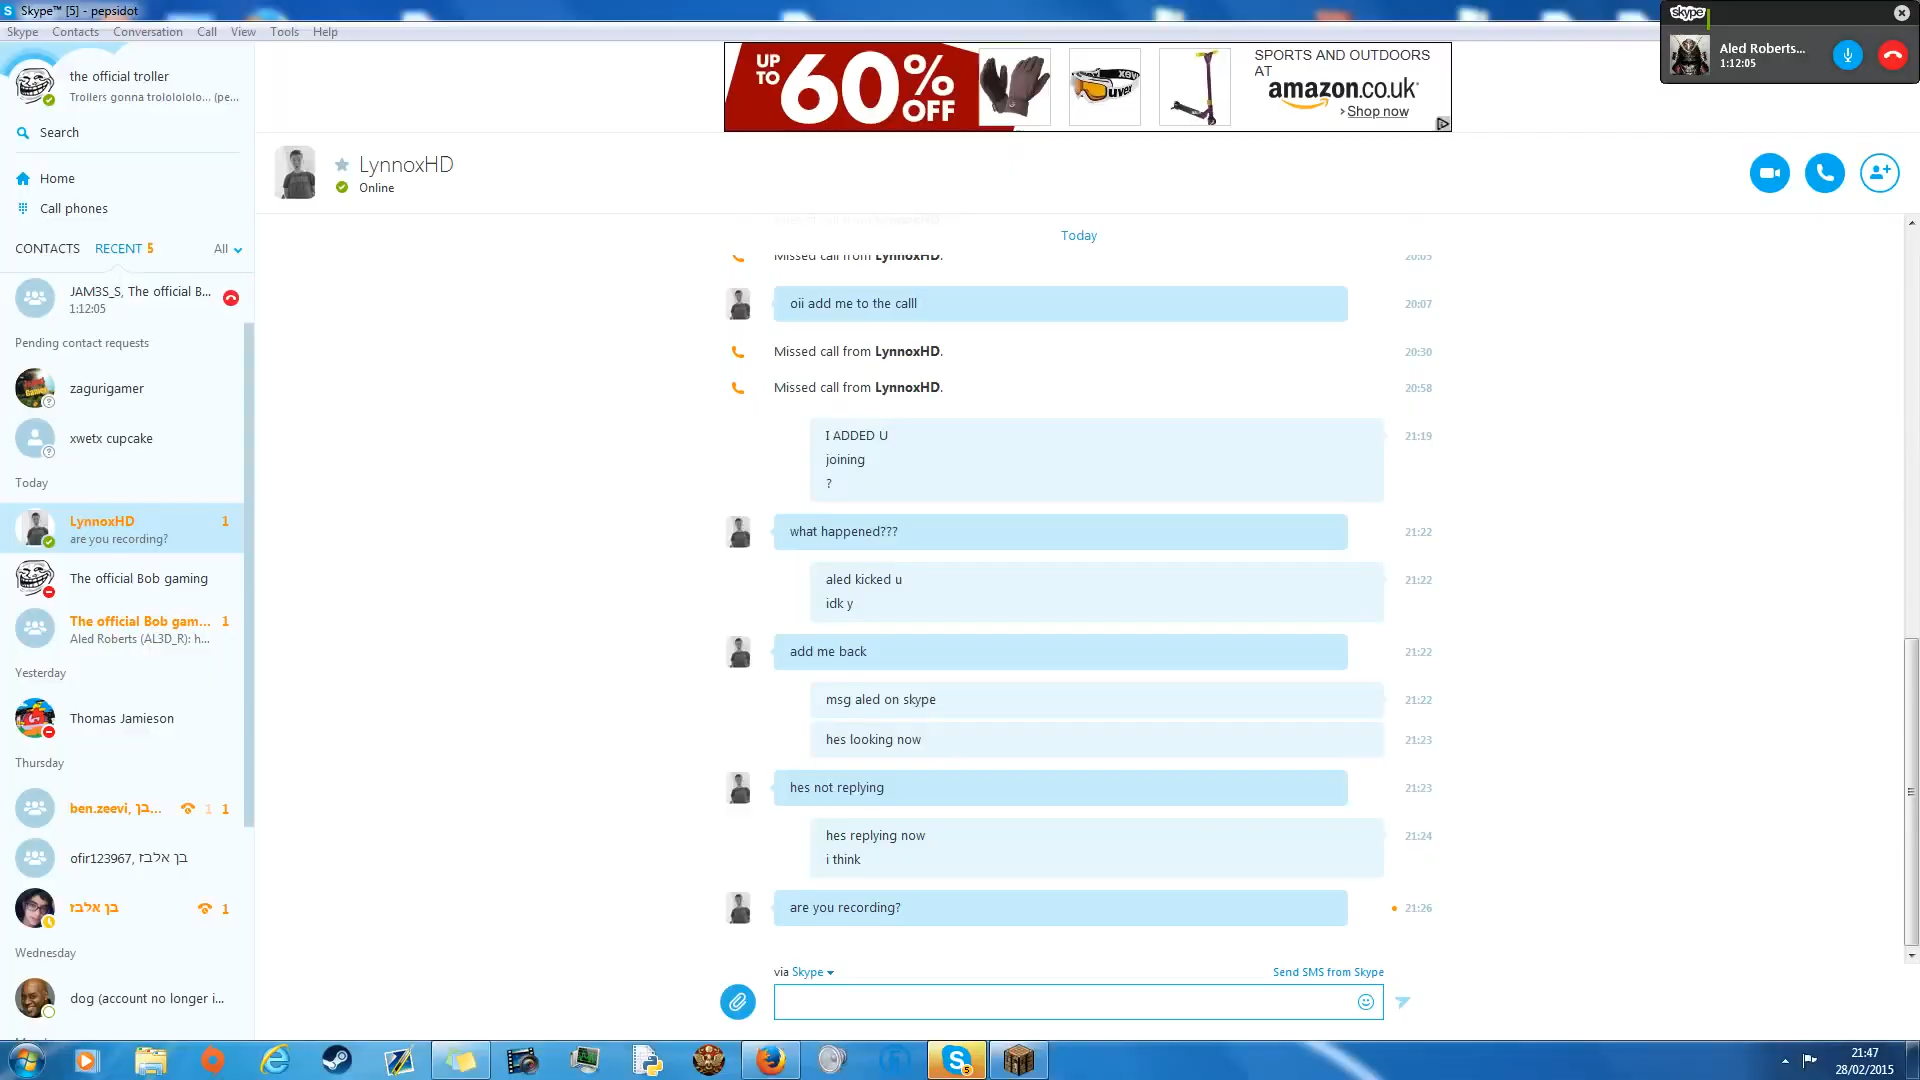 Skype™ [5] - pepsidot
Skype Contacts Conversation Call View Tools Help
the official troller
Trollers gonna trololololo... (pe...
Search
Home
Call phones
CONTACTS RECENT 5 All
JAM3S_S, The official B...
1:12:05
Pending contact requests
zagurigamer
xwetx cupcake
Today
LynnoxHD 1
are you recording?
The official Bob gaming
The official Bob gam... 1
Aled Roberts (AL3D_R): h...
Yesterday
Thomas Jamieson
Thursday
ben.zeevi, בן... 1 1
ofir123967, בן אלבז
בן אלבז 1
Wednesday
dog (account no longer i...
UP TO 60% OFF
uvex
SPORTS AND OUTDOORS
AT
amazon.co.uk
› Shop now
skype
Aled Roberts...
1:12:05
LynnoxHD
Online
Today
Missed call from LynnoxHD. 20:05
oii add me to the calll 20:07
Missed call from LynnoxHD. 20:30
Missed call from LynnoxHD. 20:58
I ADDED U 21:19
joining
?
what happened??? 21:22
aled kicked u 21:22
idk y
add me back 21:22
msg aled on skype 21:22
hes looking now 21:23
hes not replying 21:23
hes replying now 21:24
i think
are you recording? 21:26
via Skype Send SMS from Skype
S 5
21:47
28/02/2015